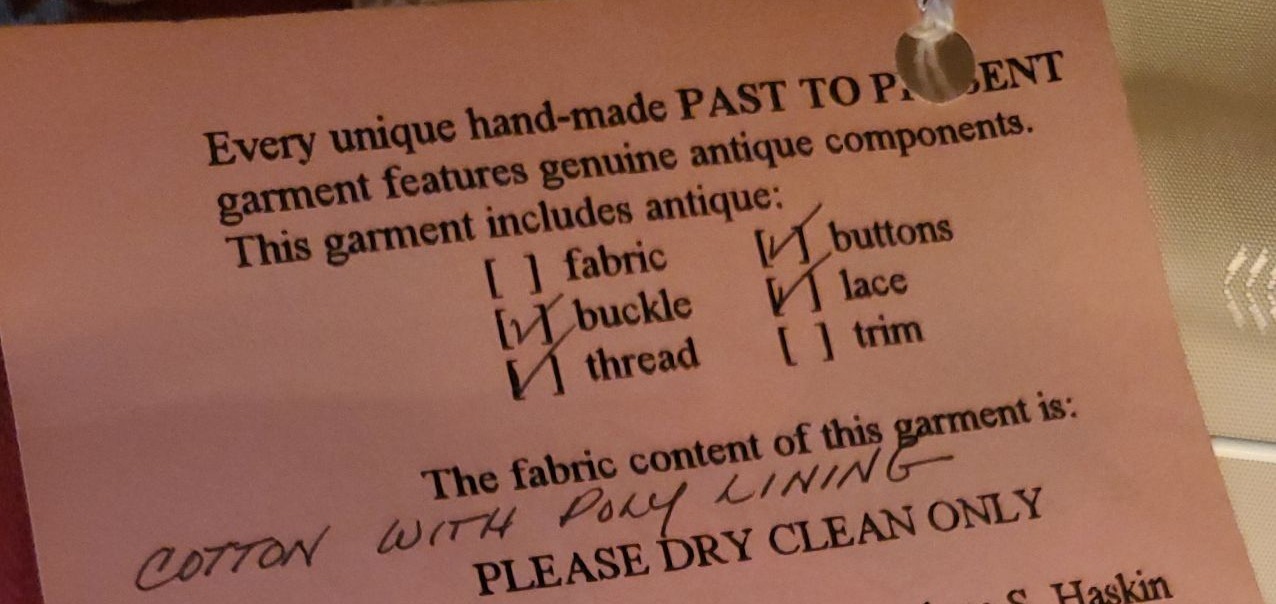 Every unique hand-made PAST TO
garment features genuine antique components.
This garment includes antique:
[ ] fabric [✓] buttons
[✓] buckle [✓] lace
[✓] thread [ ] trim
The fabric content of this garment is:
COTTON WITH POLY LINING
PLEASE DRY CLEAN ONLY
S. Haskin